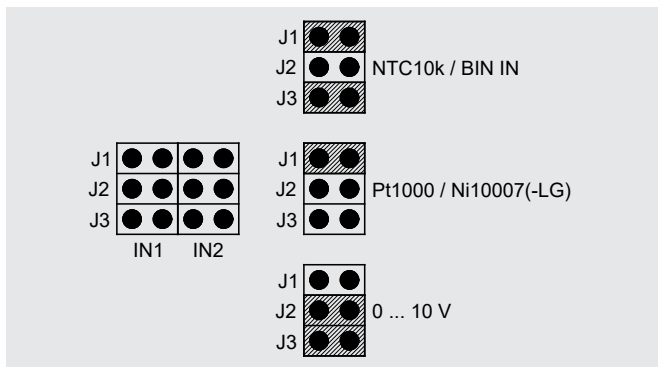 J1
J2 NTC10k / BIN IN
J3
J1
J2
J3
IN1 IN2
J1
J2 Pt1000 / Ni10007(-LG)
J3
J1
J2 0 ... 10 V
J3